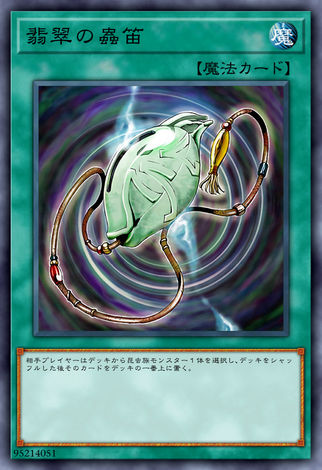 翡翠の蟲笛
魔
【魔法カード】
相手プレイヤーはデッキから昆虫族モンスター１体を選択し、デッキをシャッ
フルした後そのカードをデッキの一番上に置く。
95214051